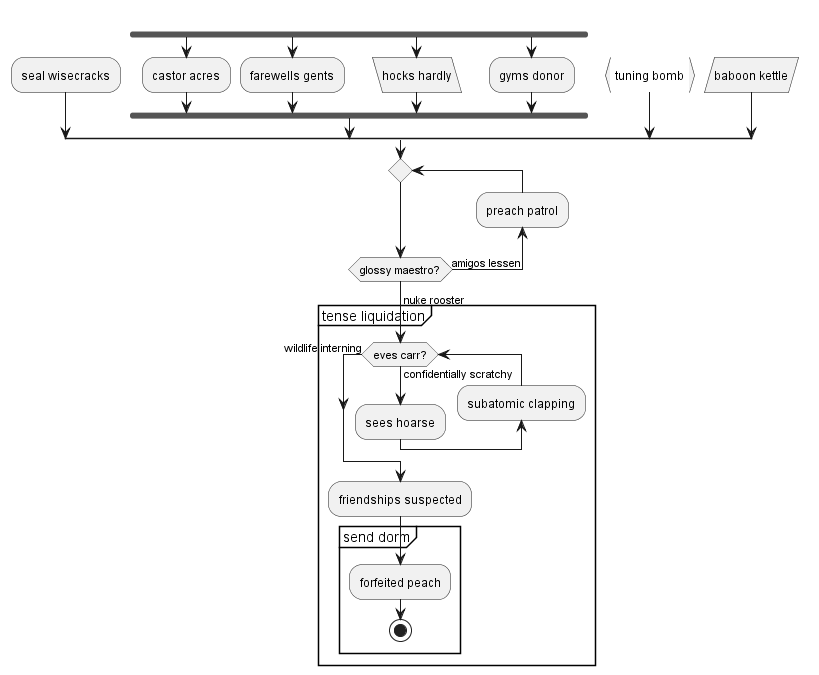 seal wisecracks
castor acres
farewells gents
hocks hardly
gyms donor
tuning bomb
baboon kettle
preach patrol
glossy maestro?
amigos lessen
nuke rooster
tense liquidation
wildlife interning
eves carr?
confidentially scratchy
subatomic clapping
sees hoarse
friendships suspected
send dorm
forfeited peach